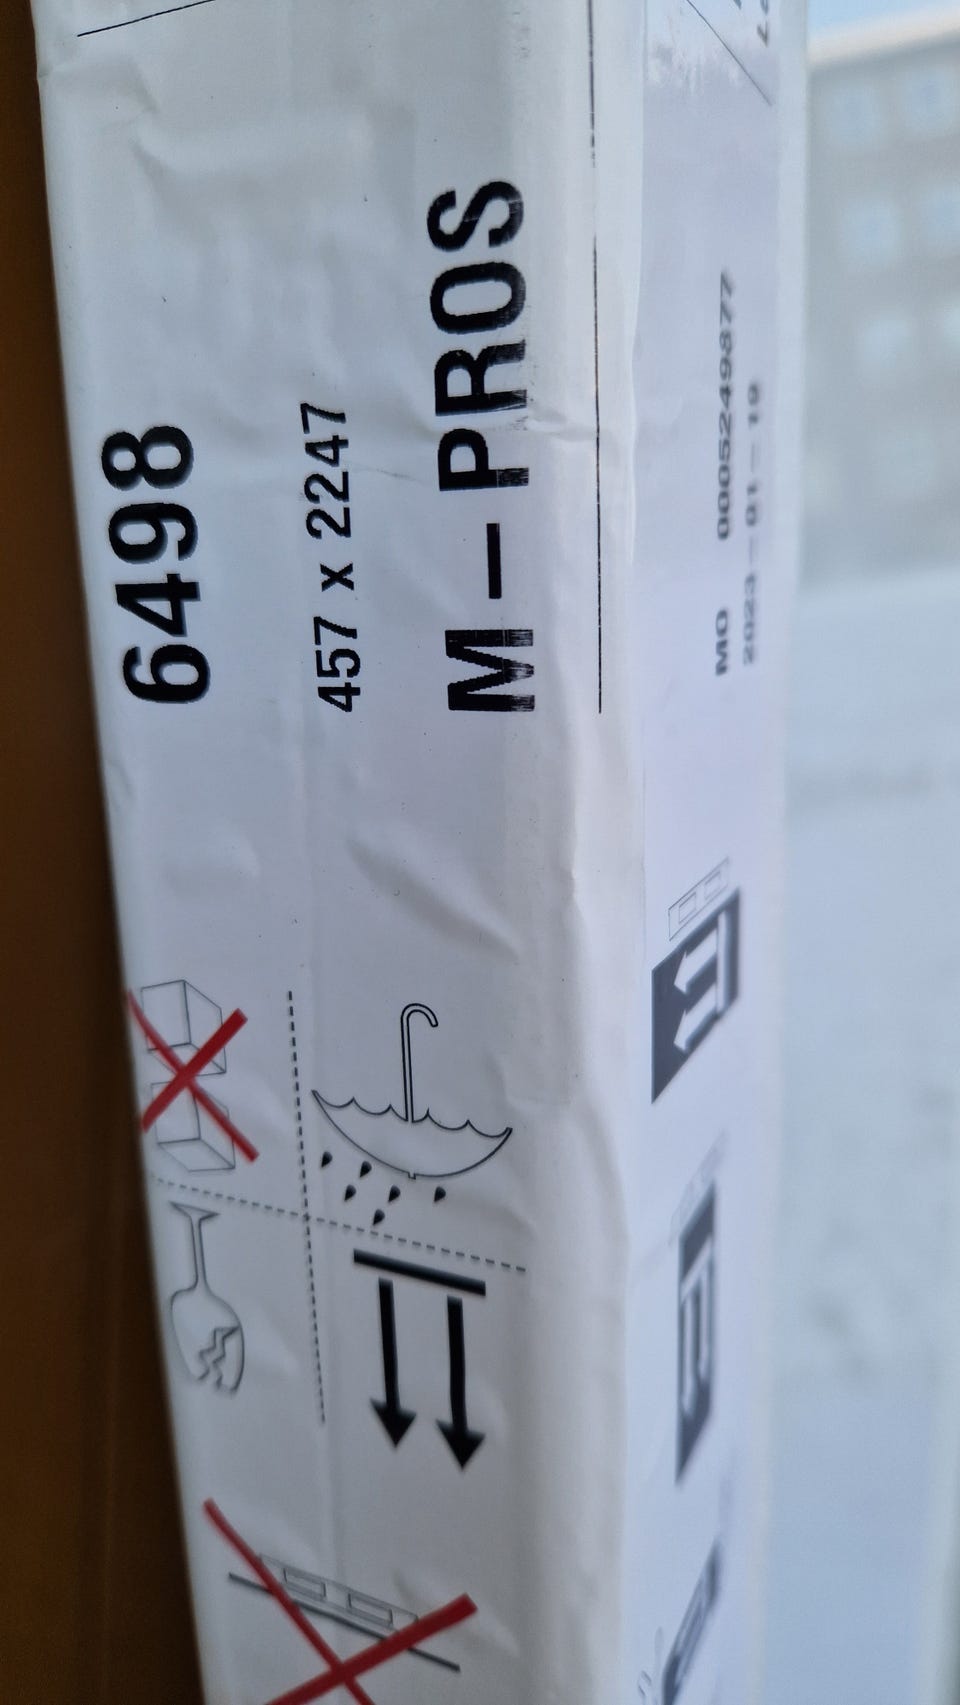 6498
457 x 2247
M-PROS
MO 0005249877
2023-01-19